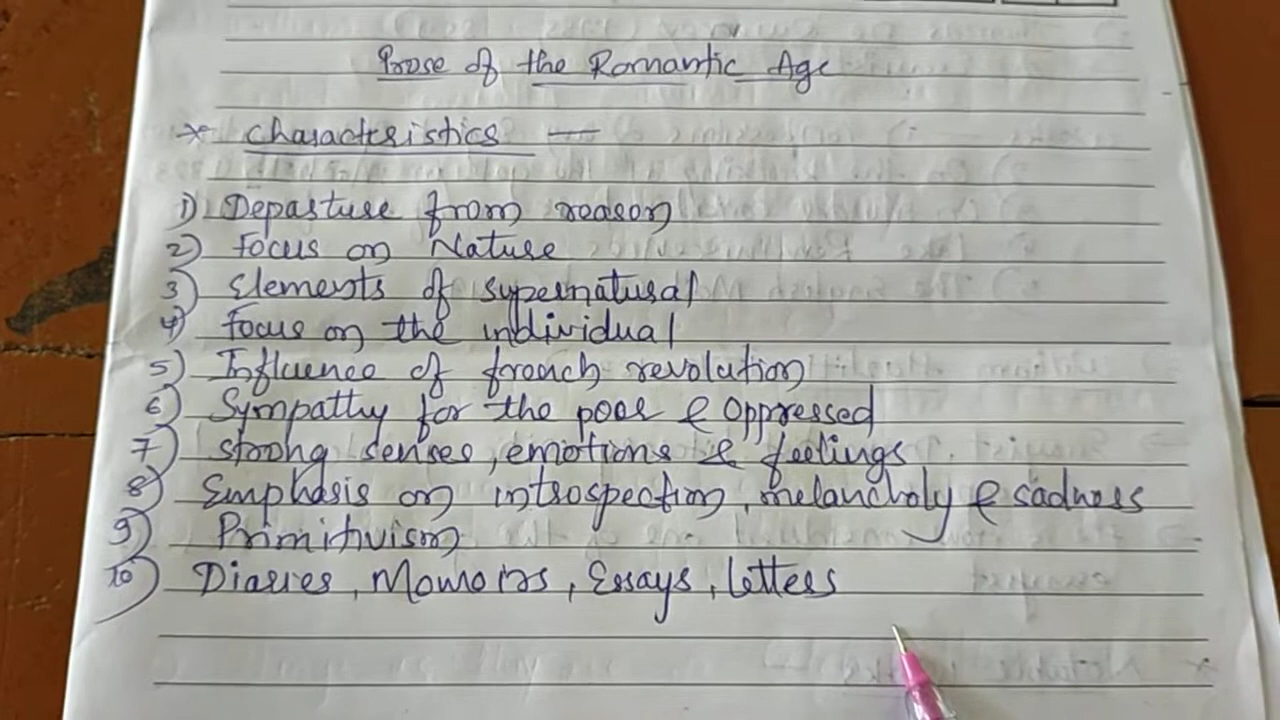 Prose of the Romantic Age
* Characteristics —
1) Departure from reason
2) Focus on Nature
3) Elements of supernatural
4) Focus on the individual
5) Influence of french revolution
6) Sympathy for the poor & oppressed
7) strong senses, emotions & feelings
8) Emphasis on introspection, melancholy & sadness
9) Primitivism
10) Diaries, Momoirs, Essays, letters